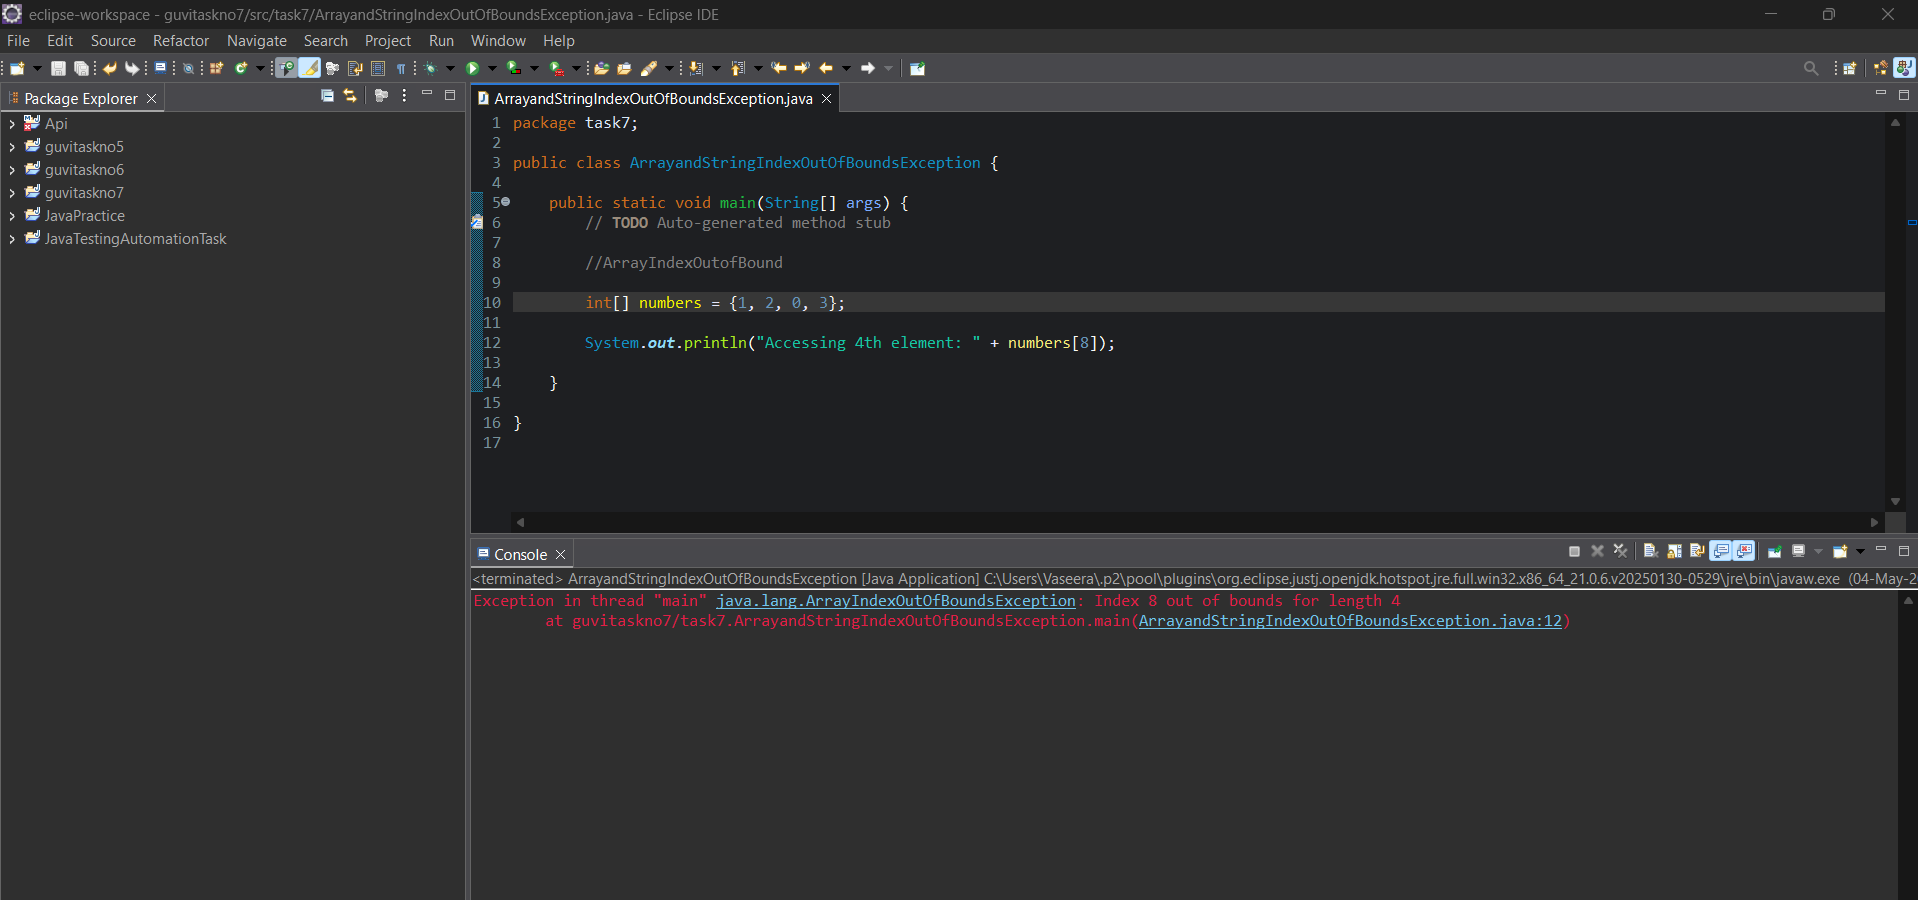 eclipse-workspace - guvitaskno7/src/task7/ArrayandStringIndexOutOfBoundsException.java - Eclipse IDE
File Edit Source Refactor Navigate Search Project Run Window Help
Package Explorer
Api
guvitaskno5
guvitaskno6
guvitaskno7
JavaPractice
JavaTestingAutomationTask
ArrayandStringIndexOutOfBoundsException.java
1 package task7;
2
3 public class ArrayandStringIndexOutOfBoundsException {
4
5 public static void main(String[] args) {
6 // TODO Auto-generated method stub
7
8 //ArrayIndexOutofBound
9
10 int[] numbers = {1, 2, 0, 3};
11
12 System.out.println("Accessing 4th element: " + numbers[8]);
13
14 }
15
16 }
17
Console
<terminated> ArrayandStringIndexOutOfBoundsException [Java Application] C:\Users\Vaseera\.p2\pool\plugins\org.eclipse.justj.openjdk.hotspot.jre.full.win32.x86_64_21.0.6.v20250130-0529\jre\bin\javaw.exe (04-May-2
Exception in thread "main" java.lang.ArrayIndexOutOfBoundsException: Index 8 out of bounds for length 4
at guvitaskno7/task7.ArrayandStringIndexOutOfBoundsException.main(ArrayandStringIndexOutOfBoundsException.java:12)